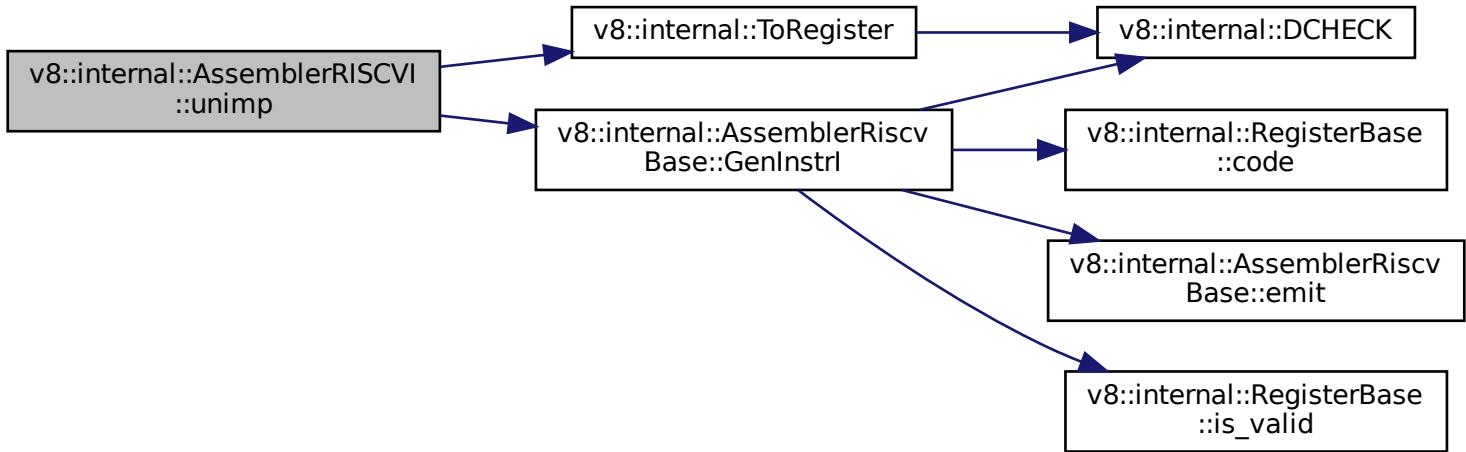 v8::internal::AssemblerRISCVI
::unimp
v8::internal::ToRegister
v8::internal::AssemblerRiscv
Base::GenInstrI
v8::internal::DCHECK
v8::internal::RegisterBase
::code
v8::internal::AssemblerRiscv
Base::emit
v8::internal::RegisterBase
::is_valid